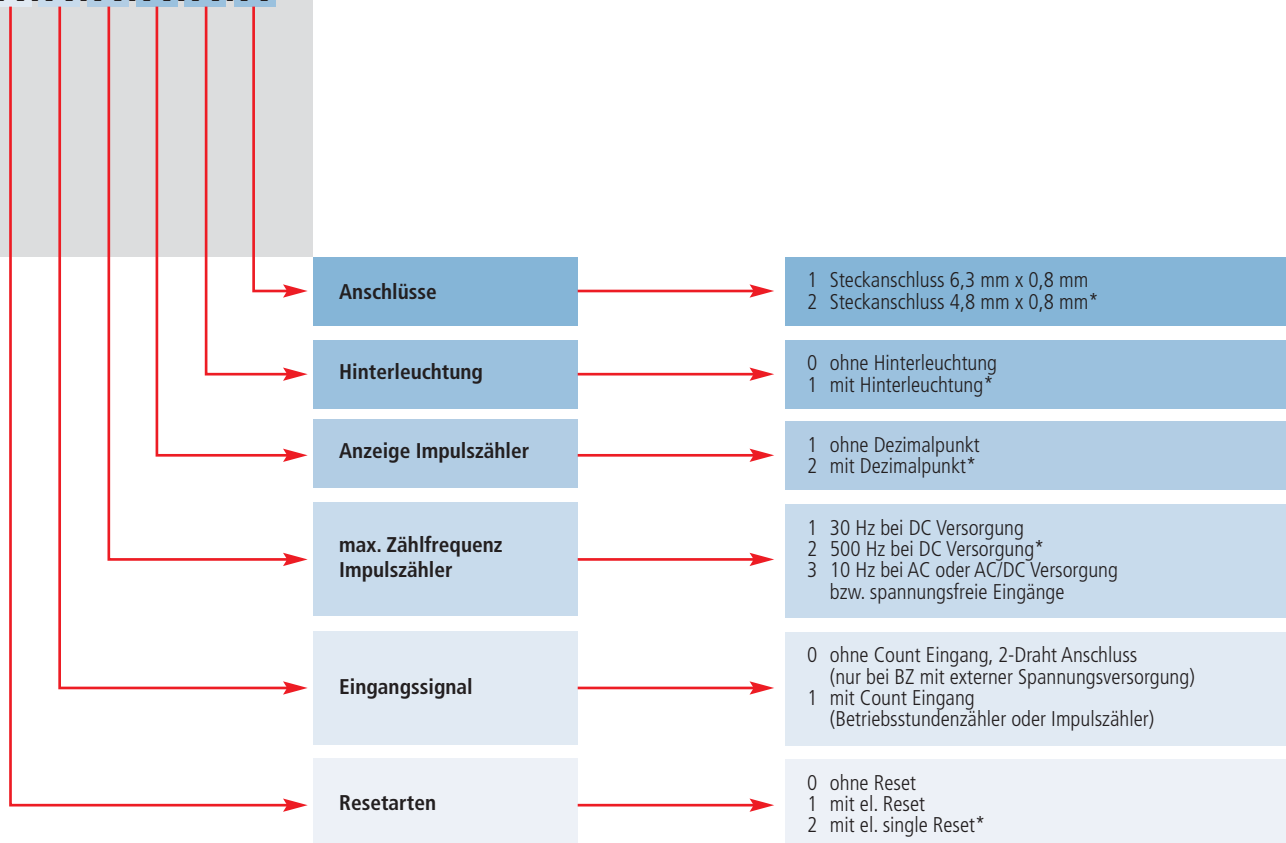 Anschlüsse
1 Steckanschluss 6,3 mm x 0,8 mm
2 Steckanschluss 4,8 mm x 0,8 mm*
Hinterleuchtung
0 ohne Hinterleuchtung
1 mit Hinterleuchtung*
Anzeige Impulszähler
1 ohne Dezimalpunkt
2 mit Dezimalpunkt*
max. Zählfrequenz
Impulszähler
1 30 Hz bei DC Versorgung
2 500 Hz bei DC Versorgung*
3 10 Hz bei AC oder AC/DC Versorgung
bzw. spannungsfreie Eingänge
Eingangssignal
0 ohne Count Eingang, 2-Draht Anschluss
(nur bei BZ mit externer Spannungsversorgung)
1 mit Count Eingang
(Betriebsstundenzähler oder Impulszähler)
Resetarten
0 ohne Reset
1 mit el. Reset
2 mit el. single Reset*